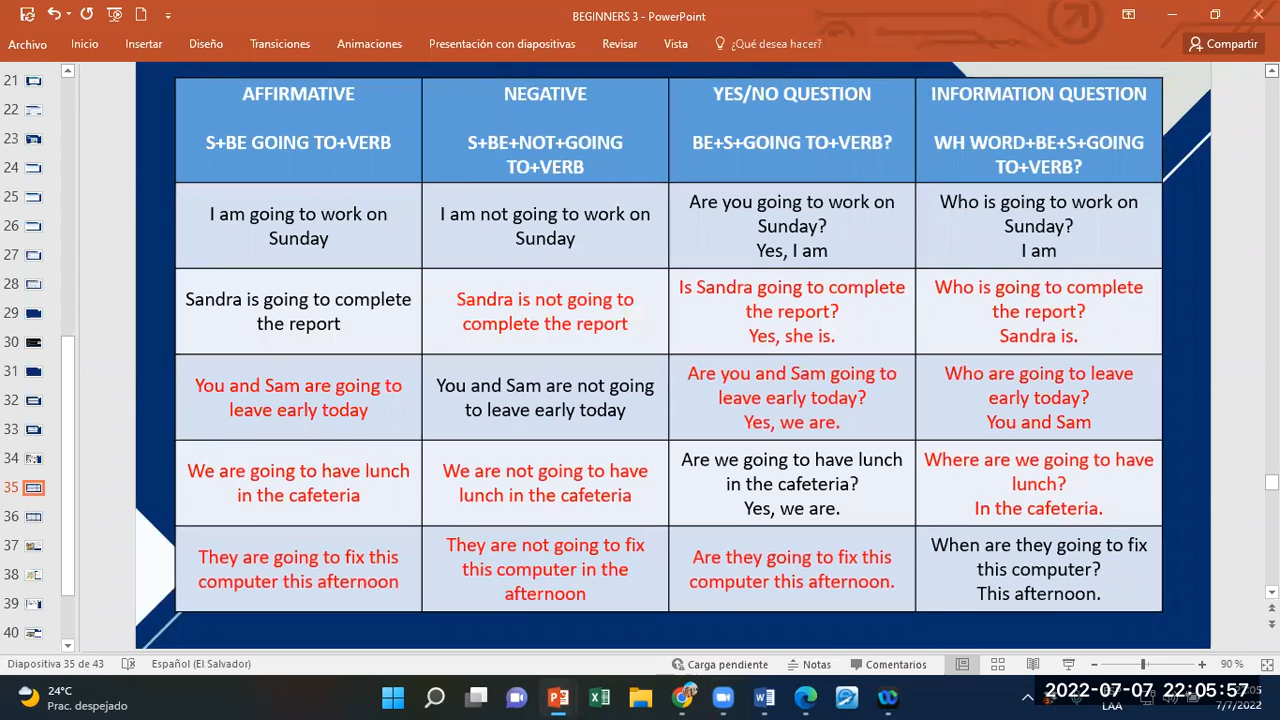 BEGINNERS 3 - PowerPoint
Archivo Inicio Insertar Diseño Transiciones Animaciones Presentación con diapositivas Revisar Vista ¿Qué desea hacer? Compartir
21
22
23
24
25
26
27
28
29
30
31
32
33
34
35
36
37
38
39
40
AFFIRMATIVE
S+BE GOING TO+VERB
NEGATIVE
S+BE+NOT+GOING
TO+VERB
YES/NO QUESTION
BE+S+GOING TO+VERB?
INFORMATION QUESTION
WH WORD+BE+S+GOING
TO+VERB?
I am going to work on
Sunday
I am not going to work on
Sunday
Are you going to work on
Sunday?
Yes, I am
Who is going to work on
Sunday?
I am
Sandra is going to complete
the report
Sandra is not going to
complete the report
Is Sandra going to complete
the report?
Yes, she is.
Who is going to complete
the report?
Sandra is.
You and Sam are going to
leave early today
You and Sam are not going
to leave early today
Are you and Sam going to
leave early today?
Yes, we are.
Who are going to leave
early today?
You and Sam
We are going to have lunch
in the cafeteria
We are not going to have
lunch in the cafeteria
Are we going to have lunch
in the cafeteria?
Yes, we are.
Where are we going to have
lunch?
In the cafeteria.
They are going to fix this
computer this afternoon
They are not going to fix
this computer in the
afternoon
Are they going to fix this
computer this afternoon.
When are they going to fix
this computer?
This afternoon.
Diapositiva 35 de 43 Español (El Salvador) Carga pendiente Notas Comentarios 90 %
24°C
Prac. despejado
2022-07-07 22:05:57
LAA 7/7/2022